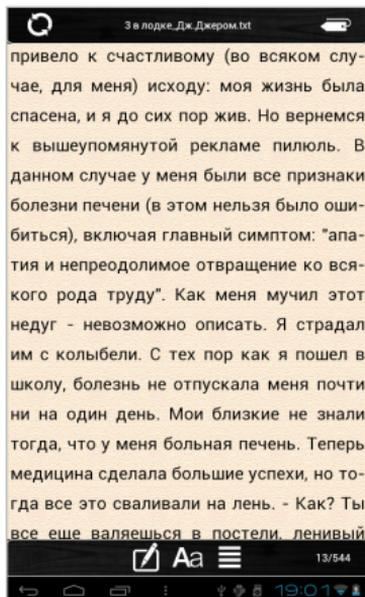 3 в лодке_Дж.Джером.txt
привело к счастливому (во всяком слу-
чае, для меня) исходу: моя жизнь была
спасена, и я до сих пор жив. Но вернемся
к вышеупомянутой рекламе пилюль. В
данном случае у меня были все признаки
болезни печени (в этом нельзя было оши-
биться), включая главный симптом: "апа-
тия и непреодолимое отвращение ко вся-
кого рода труду". Как меня мучил этот
недуг - невозможно описать. Я страдал
им с колыбели. С тех пор как я пошел в
школу, болезнь не отпускала меня почти
ни на один день. Мои близкие не знали
тогда, что у меня больная печень. Теперь
медицина сделала большие успехи, но то-
гда все это сваливали на лень. - Как? Ты
все еще валяешься в постели, ленивый
Aa
13/544
19:01